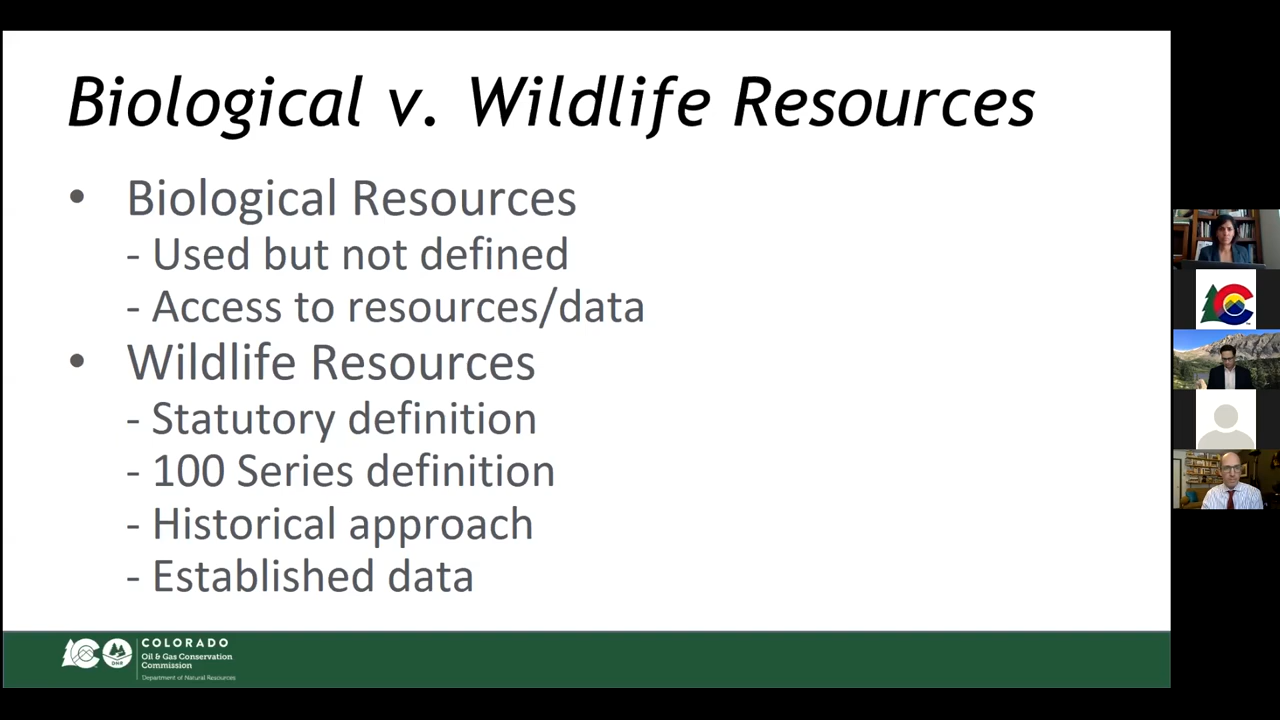 Biological v. Wildlife Resources
• Biological Resources
- Used but not defined
- Access to resources/data
• Wildlife Resources
- Statutory definition
- 100 Series definition
- Historical approach
- Established data
COLORADO
Oil & Gas Conservation
Commission
Department of Natural Resources
DNR